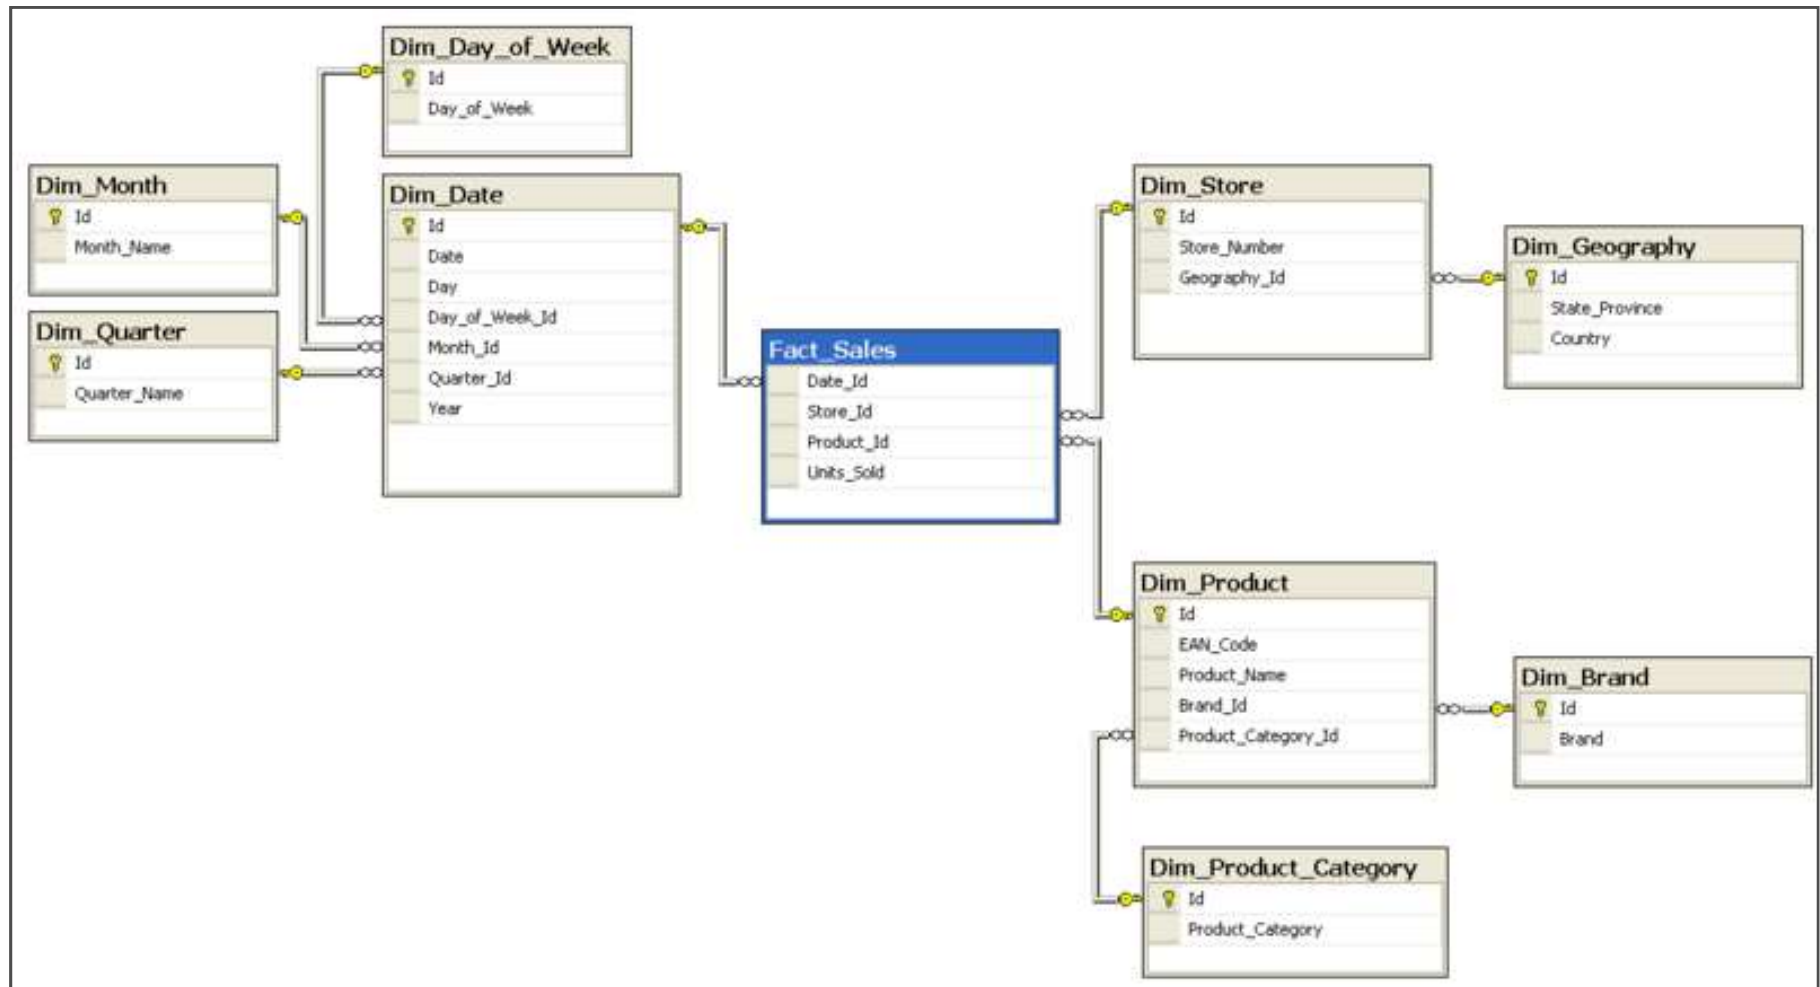 Dim_Day_of_Week
Id
Day_of_Week
Dim_Month
Id
Month_Name
Dim_Quarter
Id
Quarter_Name
Dim_Date
Id
Date
Day
Day_of_Week_Id
Month_Id
Quarter_Id
Year
Fact_Sales
Date_Id
Store_Id
Product_Id
Units_Sold
Dim_Store
Id
Store_Number
Geography_Id
Dim_Geography
Id
State_Province
Country
Dim_Product
Id
EAN_Code
Product_Name
Brand_Id
Product_Category_Id
Dim_Brand
Id
Brand
Dim_Product_Category
Id
Product_Category